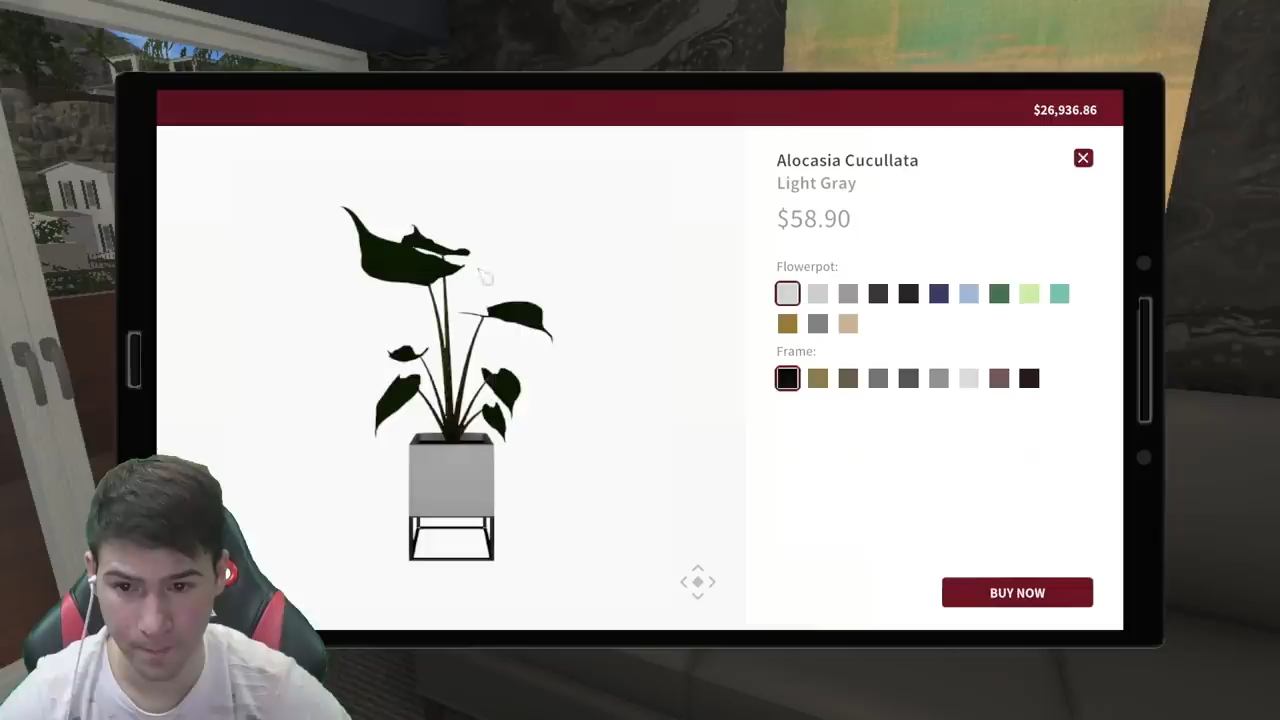 $26,936.86
Alocasia Cucullata
Light Gray
$58.90
Flowerpot:
Frame:
BUY NOW